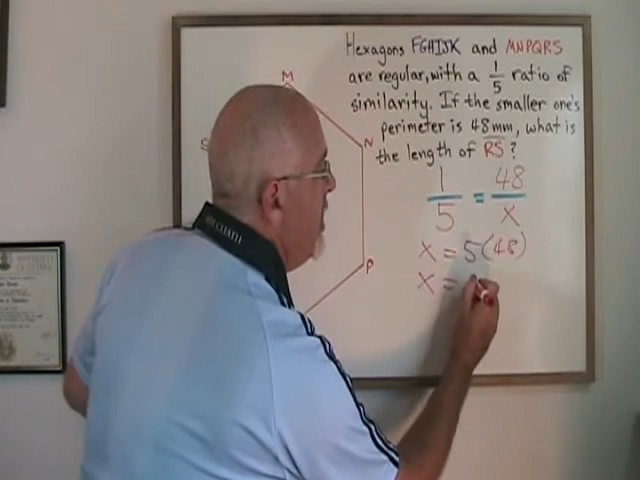 Hexagons FGHIJK and MNPQRS
are regular, with a 1/5 ratio of
similarity. If the smaller one's
perimeter is 48mm, what is
the length of RS?
M
S
N
P
1/5 = 48/x
x = 5(48)
x =